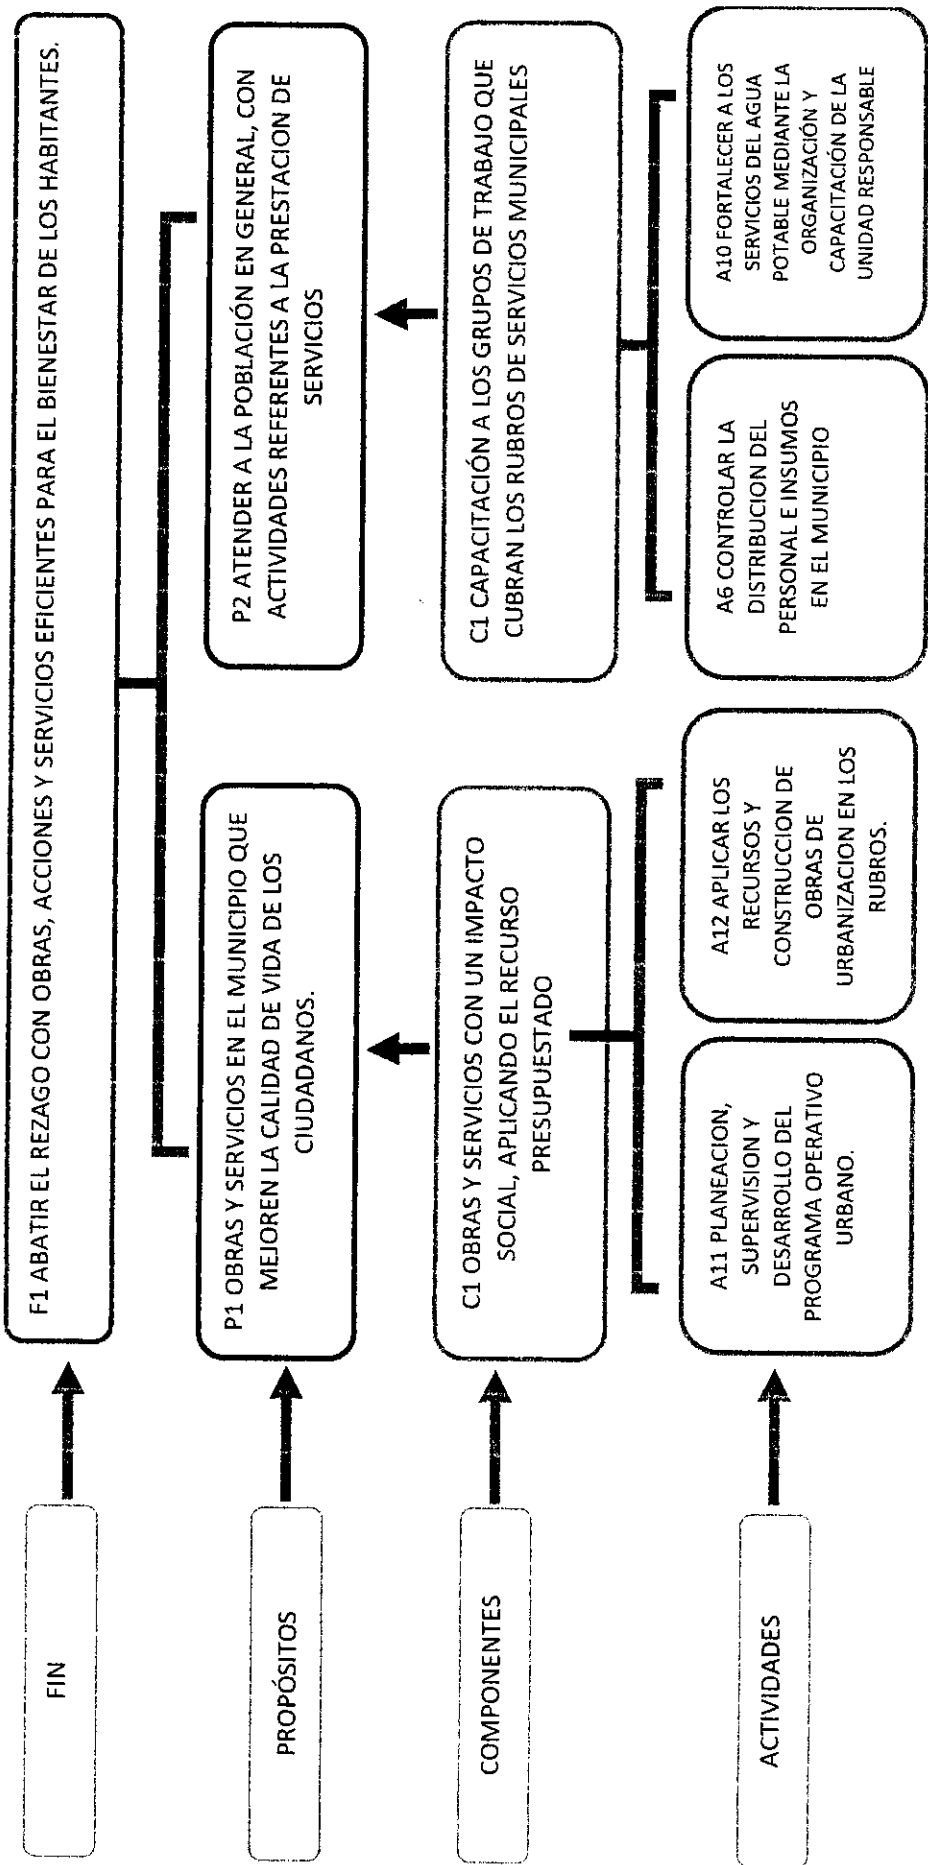 FIN
F1 ABATIR EL REZAGO CON OBRAS, ACCIONES Y SERVICIOS EFICIENTES PARA EL BIENESTAR DE LOS HABITANTES.
PROPÓSITOS
P1 OBRAS Y SERVICIOS EN EL MUNICIPIO QUE
MEJOREN LA CALIDAD DE VIDA DE LOS
CIUDADANOS.
P2 ATENDER A LA POBLACIÓN EN GENERAL, CON
ACTIVIDADES REFERENTES A LA PRESTACION DE
SERVICIOS
COMPONENTES
C1 OBRAS Y SERVICIOS CON UN IMPACTO
SOCIAL, APLICANDO EL RECURSO
PRESUPUESTADO
C1 CAPACITACIÓN A LOS GRUPOS DE TRABAJO QUE
CUBRAN LOS RUBROS DE SERVICIOS MUNICIPALES
ACTIVIDADES
A11 PLANEACION,
SUPERVISION Y
DESARROLLO DEL
PROGRAMA OPERATIVO
URBANO.
A12 APLICAR LOS
RECURSOS Y
CONSTRUCCION DE
OBRAS DE
URBANIZACION EN LOS
RUBROS.
A6 CONTROLAR LA
DISTRIBUCION DEL
PERSONAL E INSUMOS
EN EL MUNICIPIO
A10 FORTALECER A LOS
SERVICIOS DEL AGUA
POTABLE MEDIANTE LA
ORGANIZACIÓN Y
CAPACITACIÓN DE LA
UNIDAD RESPONSABLE